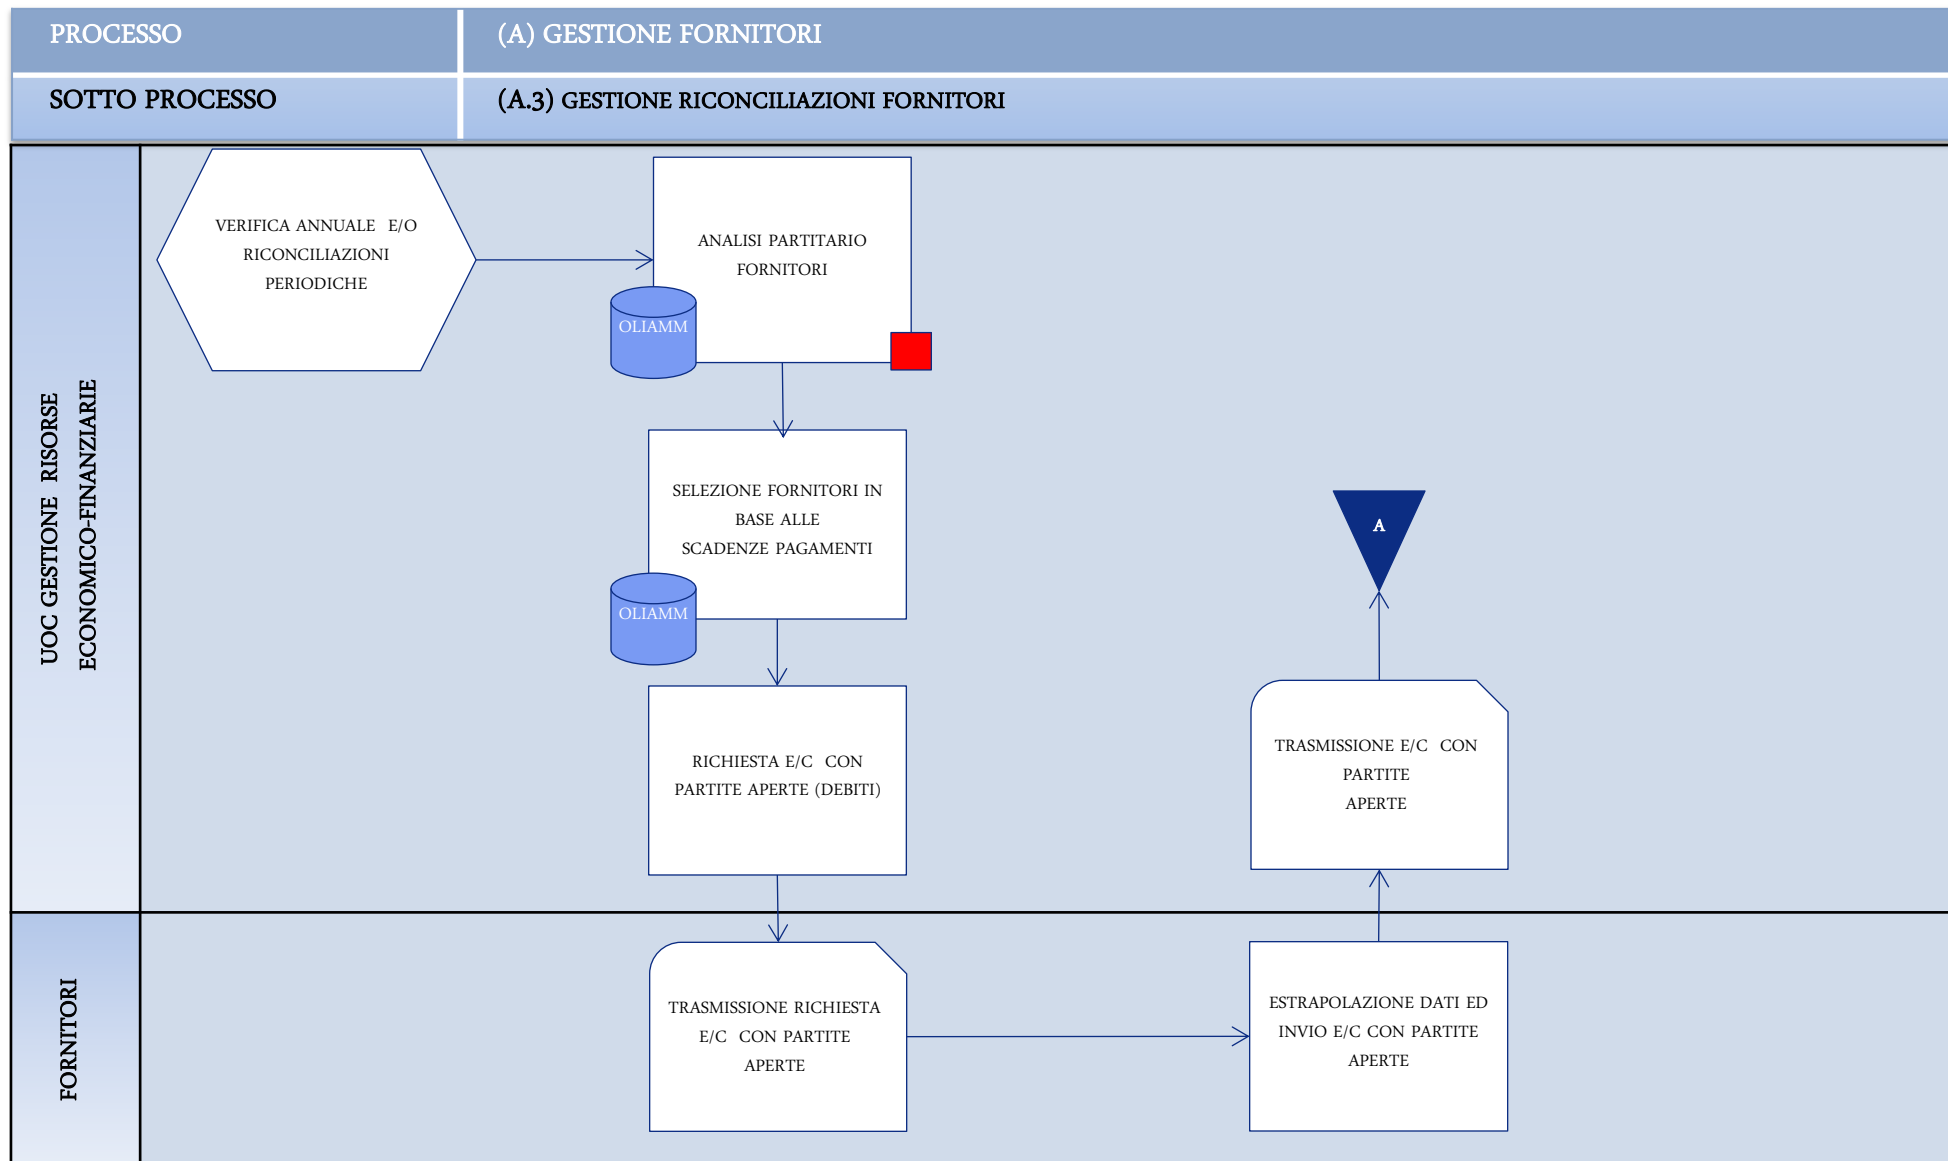 PROCESSO
(A) GESTIONE FORNITORI
SOTTO PROCESSO
(A.3) GESTIONE RICONCILIAZIONI FORNITORI
UOC GESTIONE RISORSE
ECONOMICO-FINANZIARIE
VERIFICA ANNUALE E/O
RICONCILIAZIONI
PERIODICHE
ANALISI PARTITARIO
FORNITORI
OLIAMM
SELEZIONE FORNITORI IN
BASE ALLE
SCADENZE PAGAMENTI
OLIAMM
RICHIESTA E/C CON
PARTITE APERTE (DEBITI)
A
TRASMISSIONE E/C CON
PARTITE
APERTE
FORNITORI
TRASMISSIONE RICHIESTA
E/C CON PARTITE
APERTE
ESTRAPOLAZIONE DATI ED
INVIO E/C CON PARTITE
APERTE